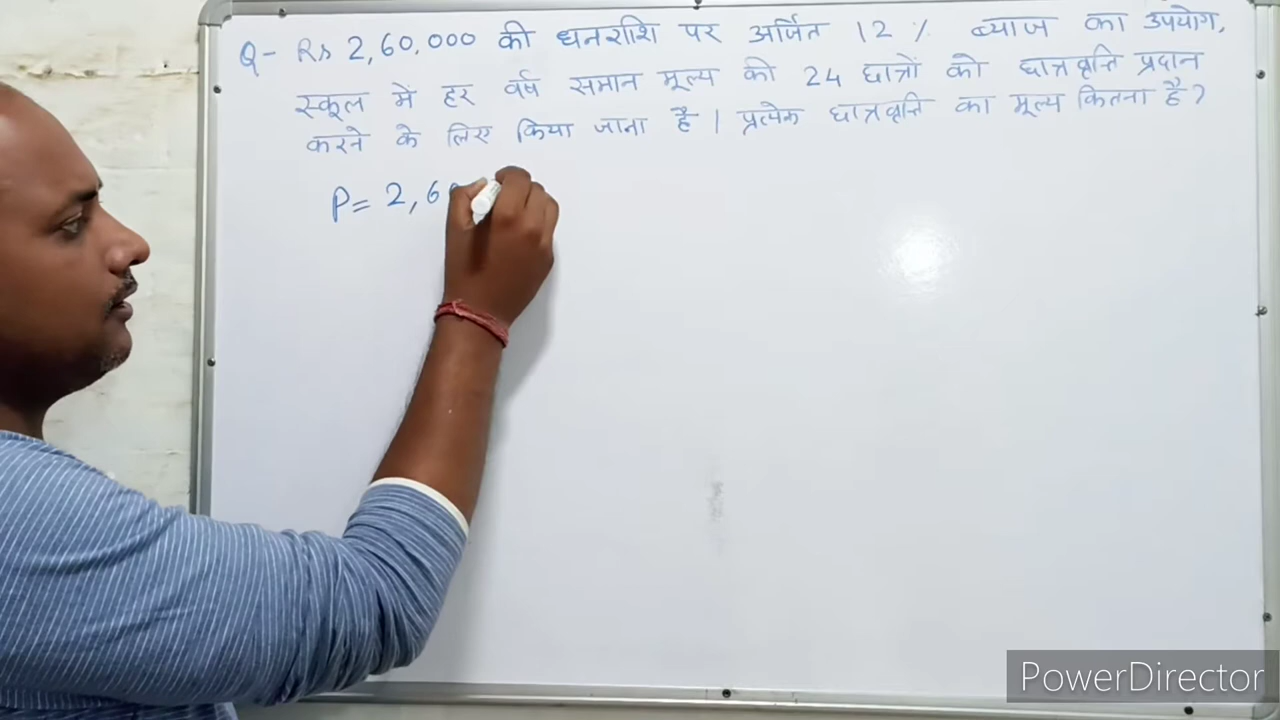 Q- Rs 2,60,000 की धनराशि पर अर्जित 12 % ब्याज का उपयोग,
स्कूल में हर वर्ष समान मूल्य की 24 छात्रों को छात्रवृत्ति प्रदान
करने के लिए किया जाना है। प्रत्येक छात्रवृत्ति का मूल्य कितना है?
P= 2,60
PowerDirector